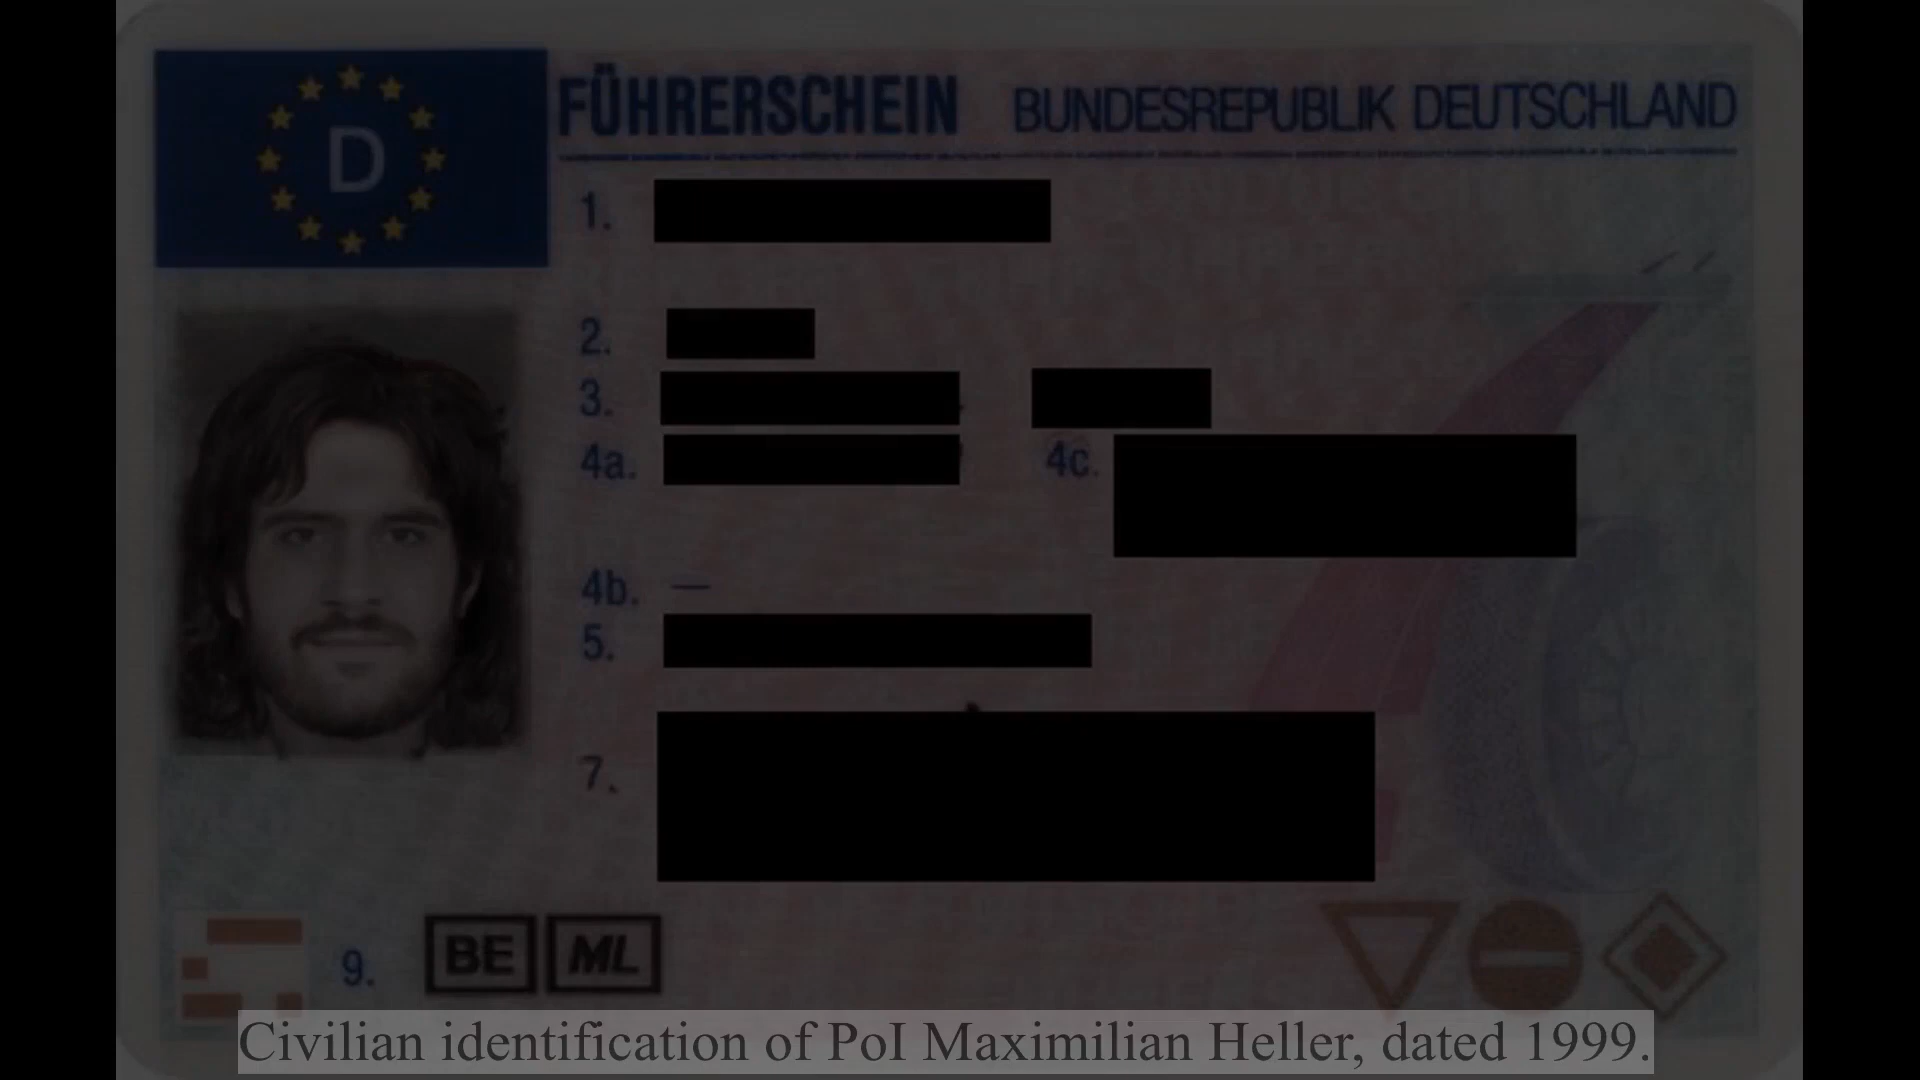 D
FÜHRERSCHEIN BUNDESREPUBLIK DEUTSCHLAND
1.
2.
3.
4a. 4c.
4b. —
5.
7.
9. BE ML
Civilian identification of PoI Maximilian Heller, dated 1999.